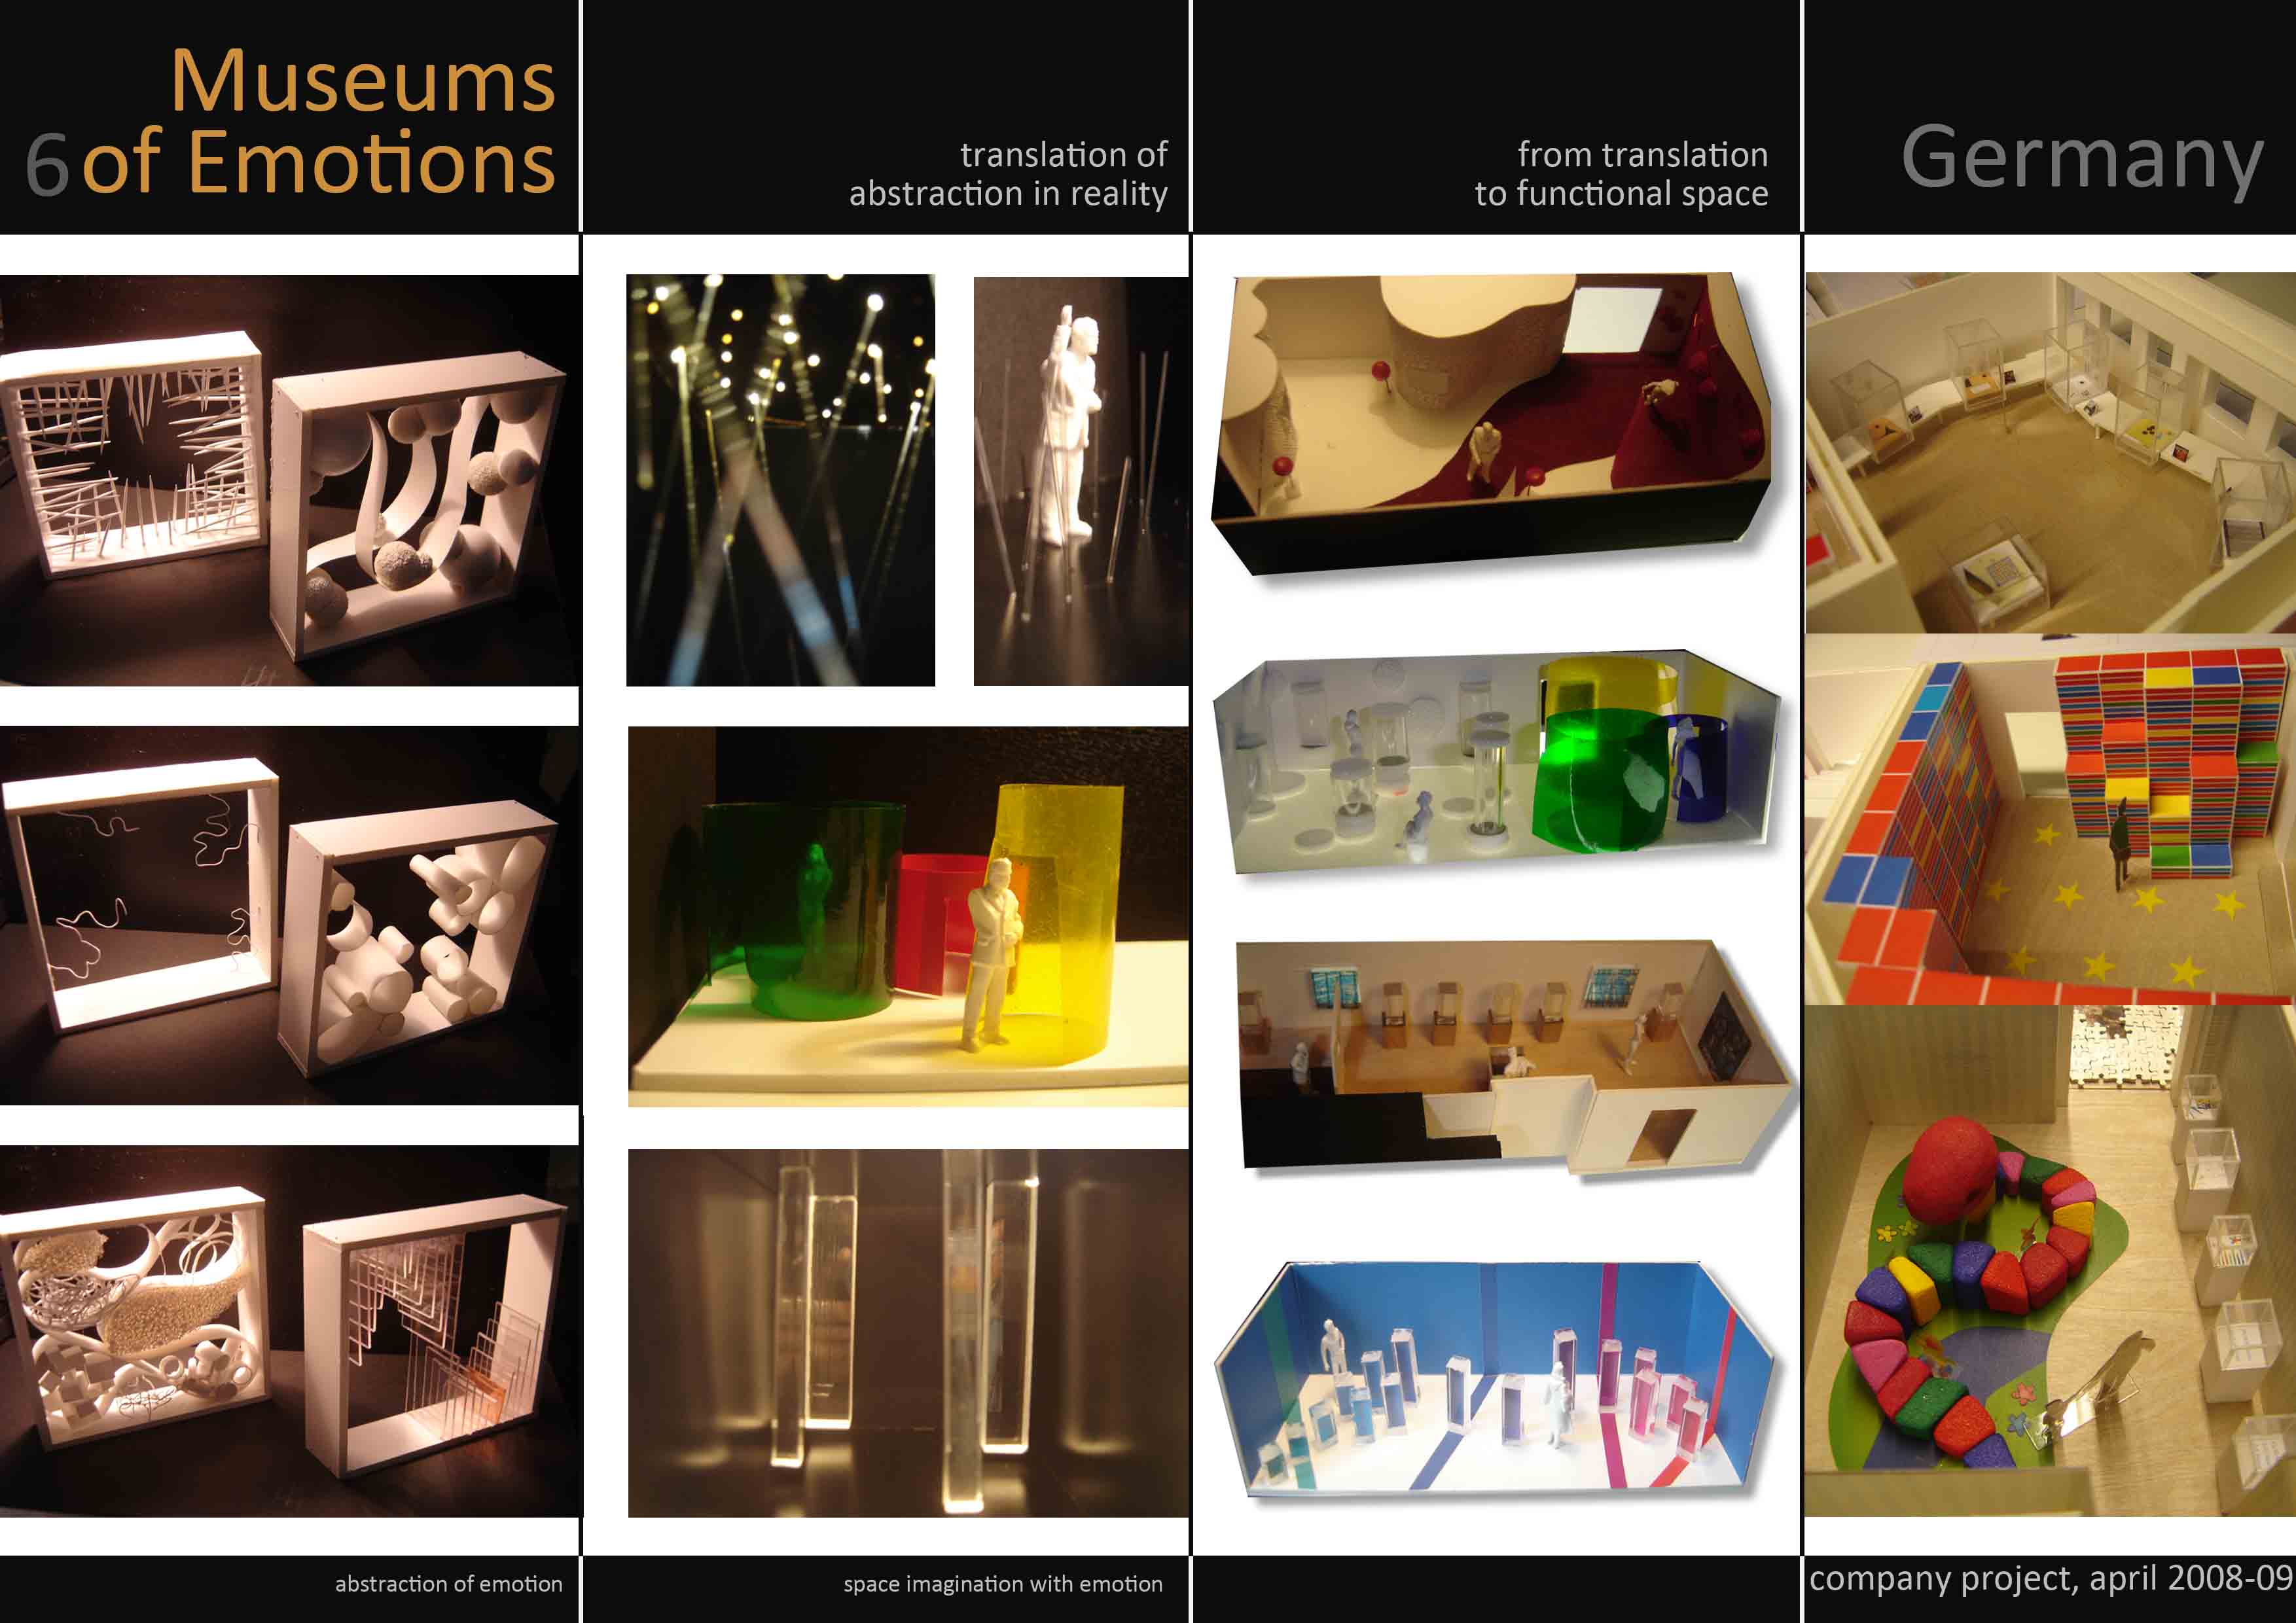 Museums
6 of Emotions
translation of
abstraction in reality
from translation
to functional space
Germany
abstraction of emotion
space imagination with emotion
company project, april 2008-09